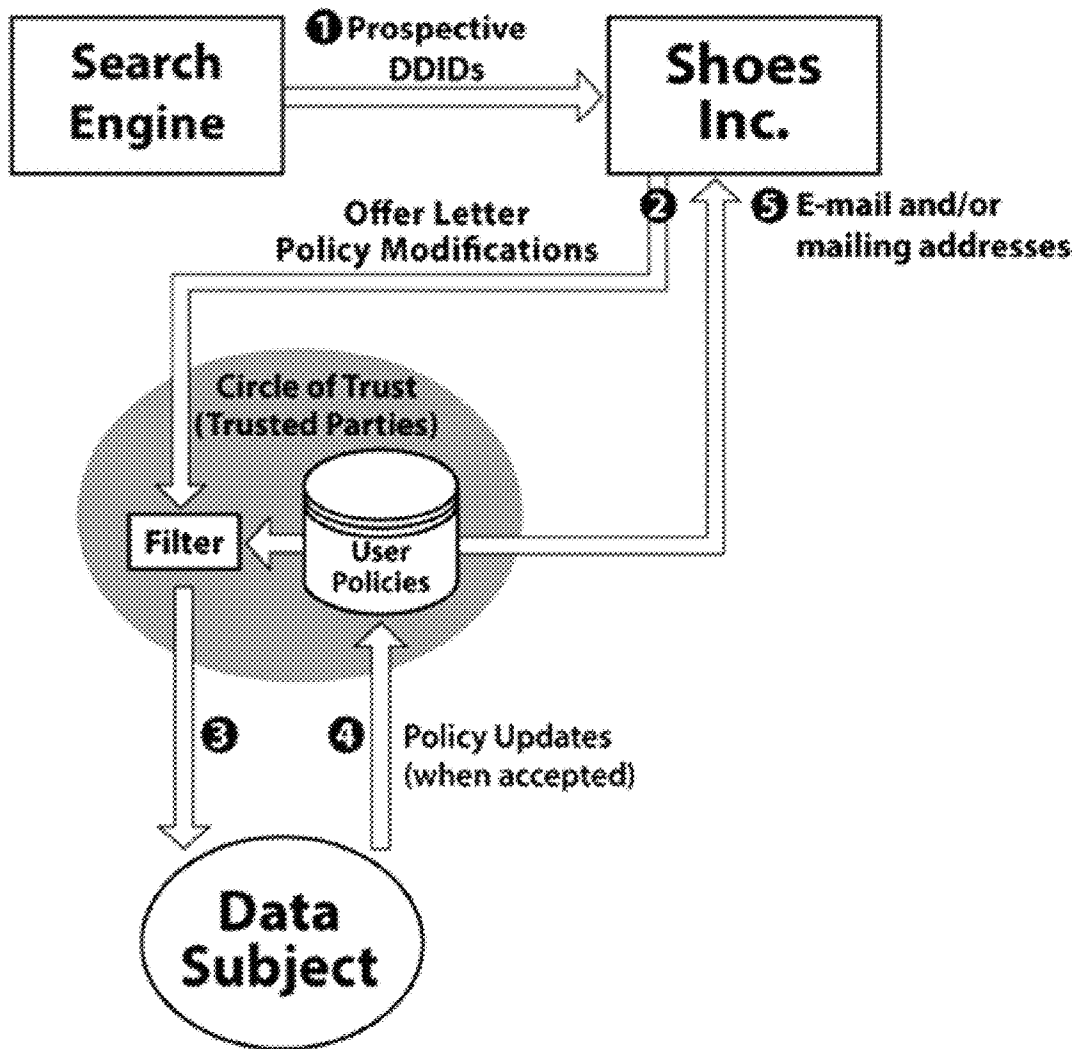 Search
Engine
❶ Prospective
DDIDs
Shoes
Inc.
Offer Letter
Policy Modifications
❷
❺ E-mail and/or
mailing addresses
Circle of Trust
(Trusted Parties)
Filter
User
Policies
❸
❹ Policy Updates
(when accepted)
Data
Subject